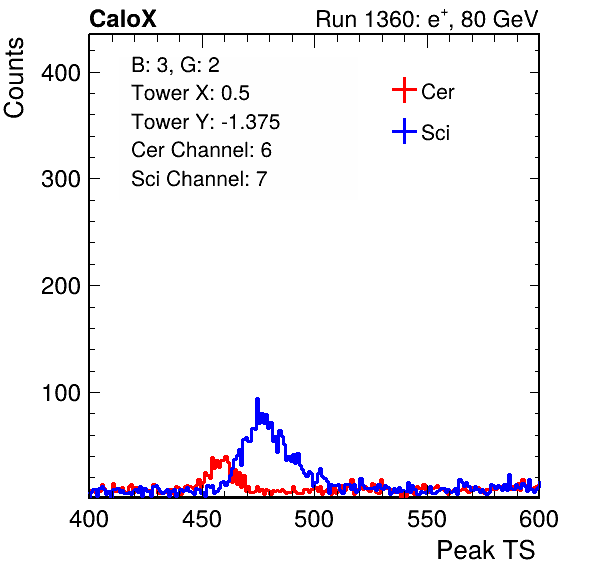 CaloX Run 1360: e⁺, 80 GeV
Counts
400
300
200
100
B: 3, G: 2
Tower X: 0.5
Tower Y: -1.375
Cer Channel: 6
Sci Channel: 7
Cer
Sci
400 450 500 550 600
Peak TS